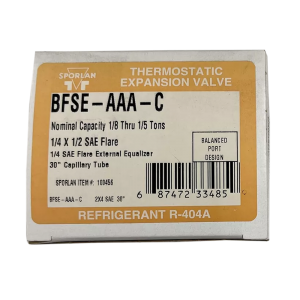 SPORLAN
THERMOSTATIC
EXPANSION VALVE
BFSE-AAA-C
Nominal Capacity 1/8 Thru 1/5 Tons
1/4 X 1/2 SAE Flare
1/4 SAE Flare External Equalizer
30" Capillary Tube
BALANCED
PORT
DESIGN
SPORLAN ITEM #: 100456
6 87472 33485
BFSE-AAA-C 2X4 SAE 30"
REFRIGERANT R-404A